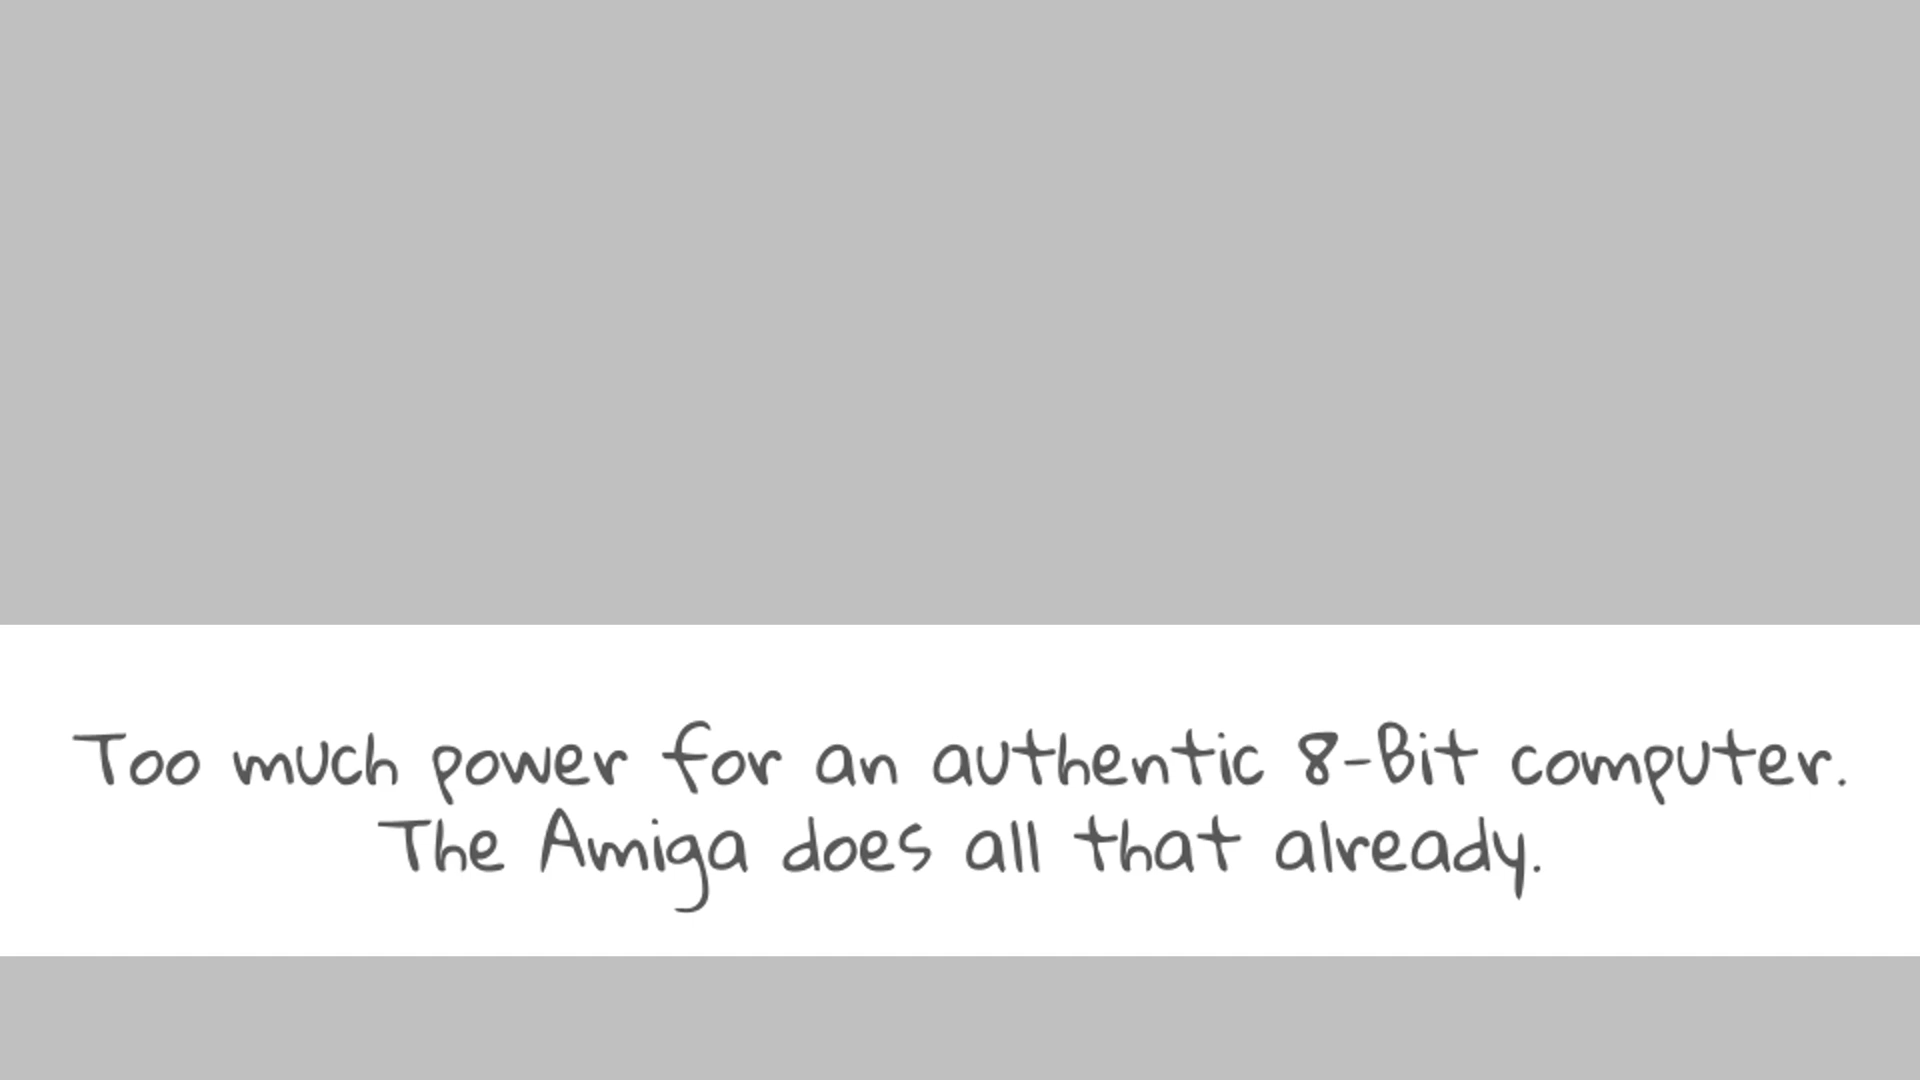 Too much power for an authentic 8-Bit computer.
The Amiga does all that already.